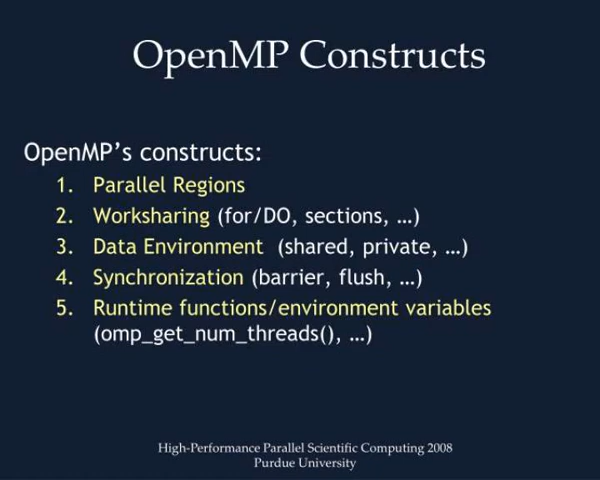 OpenMP Constructs
OpenMP’s constructs:
1. Parallel Regions
2. Worksharing (for/DO, sections, …)
3. Data Environment (shared, private, …)
4. Synchronization (barrier, flush, …)
5. Runtime functions/environment variables
(omp_get_num_threads(), …)
High-Performance Parallel Scientific Computing 2008
Purdue University